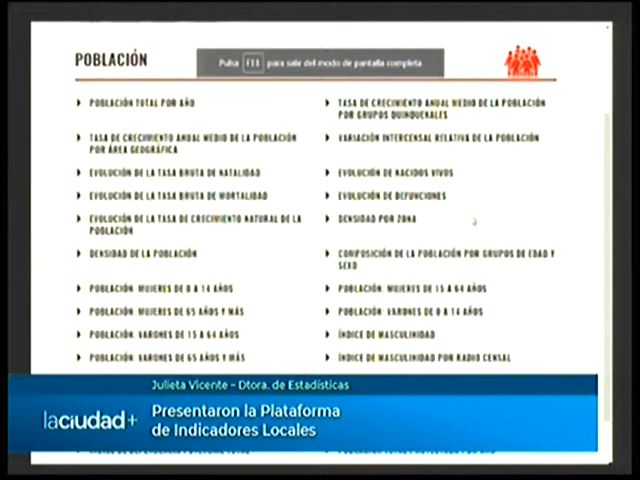 POBLACIÓN
Pulsa F11 para salir del modo de pantalla completa
POBLACIÓN TOTAL POR AÑO
TASA DE CRECIMIENTO ANUAL MEDIO DE LA POBLACIÓN
POR ÁREA GEOGRÁFICA
EVOLUCIÓN DE LA TASA BRUTA DE NATALIDAD
EVOLUCIÓN DE LA TASA BRUTA DE MORTALIDAD
EVOLUCIÓN DE LA TASA DE CRECIMIENTO NATURAL DE LA
POBLACIÓN
DENSIDAD DE LA POBLACIÓN
POBLACIÓN: MUJERES DE 0 A 14 AÑOS
POBLACIÓN: MUJERES DE 65 AÑOS Y MÁS
POBLACIÓN: VARONES DE 15 A 64 AÑOS
POBLACIÓN: VARONES DE 65 AÑOS Y MÁS
TASA DE CRECIMIENTO ANUAL MEDIO DE LA POBLACIÓN
POR GRUPOS QUINQUENALES
VARIACIÓN INTERCENSAL RELATIVA DE LA POBLACIÓN
EVOLUCIÓN DE NACIDOS VIVOS
EVOLUCIÓN DE DEFUNCIONES
DENSIDAD POR ZONA
COMPOSICIÓN DE LA POBLACIÓN POR GRUPOS DE EDAD Y
SEXO
POBLACIÓN: MUJERES DE 15 A 64 AÑOS
POBLACIÓN: VARONES DE 0 A 14 AÑOS
ÍNDICE DE MASCULINIDAD
ÍNDICE DE MASCULINIDAD POR RADIO CENSAL
Julieta Vicente - Dtora. de Estadísticas
laciudad+
Presentaron la Plataforma
de Indicadores Locales